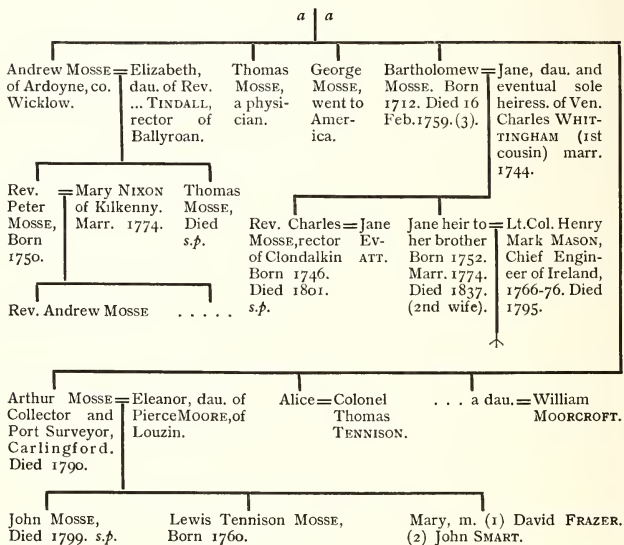 a a
Andrew MOSSE
of Ardoyne, co.
Wicklow.
= Elizabeth,
dau. of Rev.
... TINDALL,
rector of
Ballyroan.
Thomas
MOSSE,
a physi-
cian.
George
MOSSE,
went to
Amer-
ica.
Bartholomew
MOSSE. Born
1712. Died 16
Feb. 1759. (3).
= Jane, dau. and
eventual sole
heiress. of Ven.
Charles WHIT-
TINGHAM (1st
cousin) marr.
1744.
Rev.
Peter
MOSSE,
Born
1750.
= Mary NIXON
of Kilkenny.
Marr. 1774.
Thomas
MOSSE,
Died
s.p.
Rev. Charles
MOSSE, rector
of Clondalkin
Born 1746.
Died 1801.
s.p.
= Jane
Ev-
ATT.
Jane heir to
her brother
Born 1752.
Marr. 1774.
Died 1837.
(2nd wife).
= Lt.Col. Henry
Mark MASON,
Chief Engin-
eer of Ireland,
1766-76. Died
1795.
Rev. Andrew MOSSE . . . . .
Arthur MOSSE
Collector and
Port Surveyor,
Carlingford.
Died 1790.
= Eleanor, dau. of
Pierce MOORE, of
Louzin.
Alice = Colonel
Thomas
TENNISON.
. . . a dau. = William
MOORCROFT.
John MOSSE,
Died 1799. s.p.
Lewis Tennison MOSSE,
Born 1760.
Mary, m. (1) David FRAZER.
(2) John SMART.